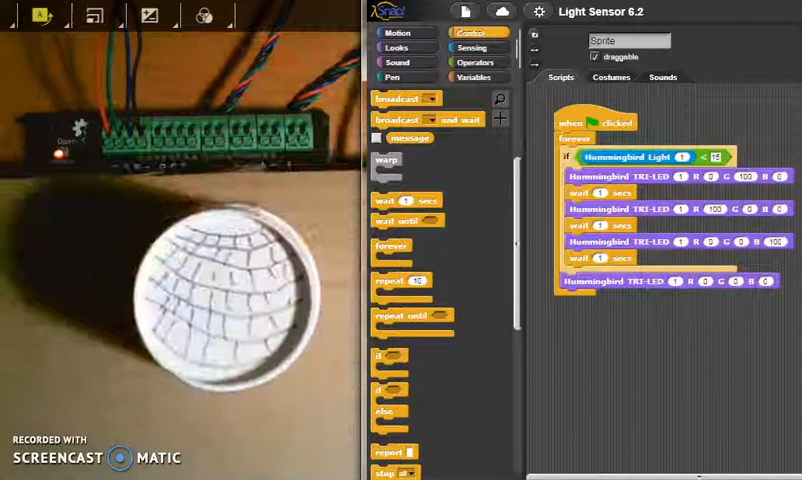 Snap!
Light Sensor 6.2
Motion
Control
Looks
Sensing
Sound
Operators
Pen
Variables
Sprite
draggable
Scripts
Costumes
Sounds
broadcast
broadcast and wait
message
warp
wait 1 secs
wait until
forever
repeat 10
repeat until
if
if
else
report
stop all
when clicked
forever
if Hummingbird Light 1 < 15
Hummingbird TRI-LED 1 R 0 G 100 B 0
wait 1 secs
Hummingbird TRI-LED 1 R 100 G 0 B 0
wait 1 secs
Hummingbird TRI-LED 1 R 0 G 0 B 100
wait 1 secs
Hummingbird TRI-LED 1 R 0 G 0 B 0
RECORDED WITH
SCREENCAST MATIC